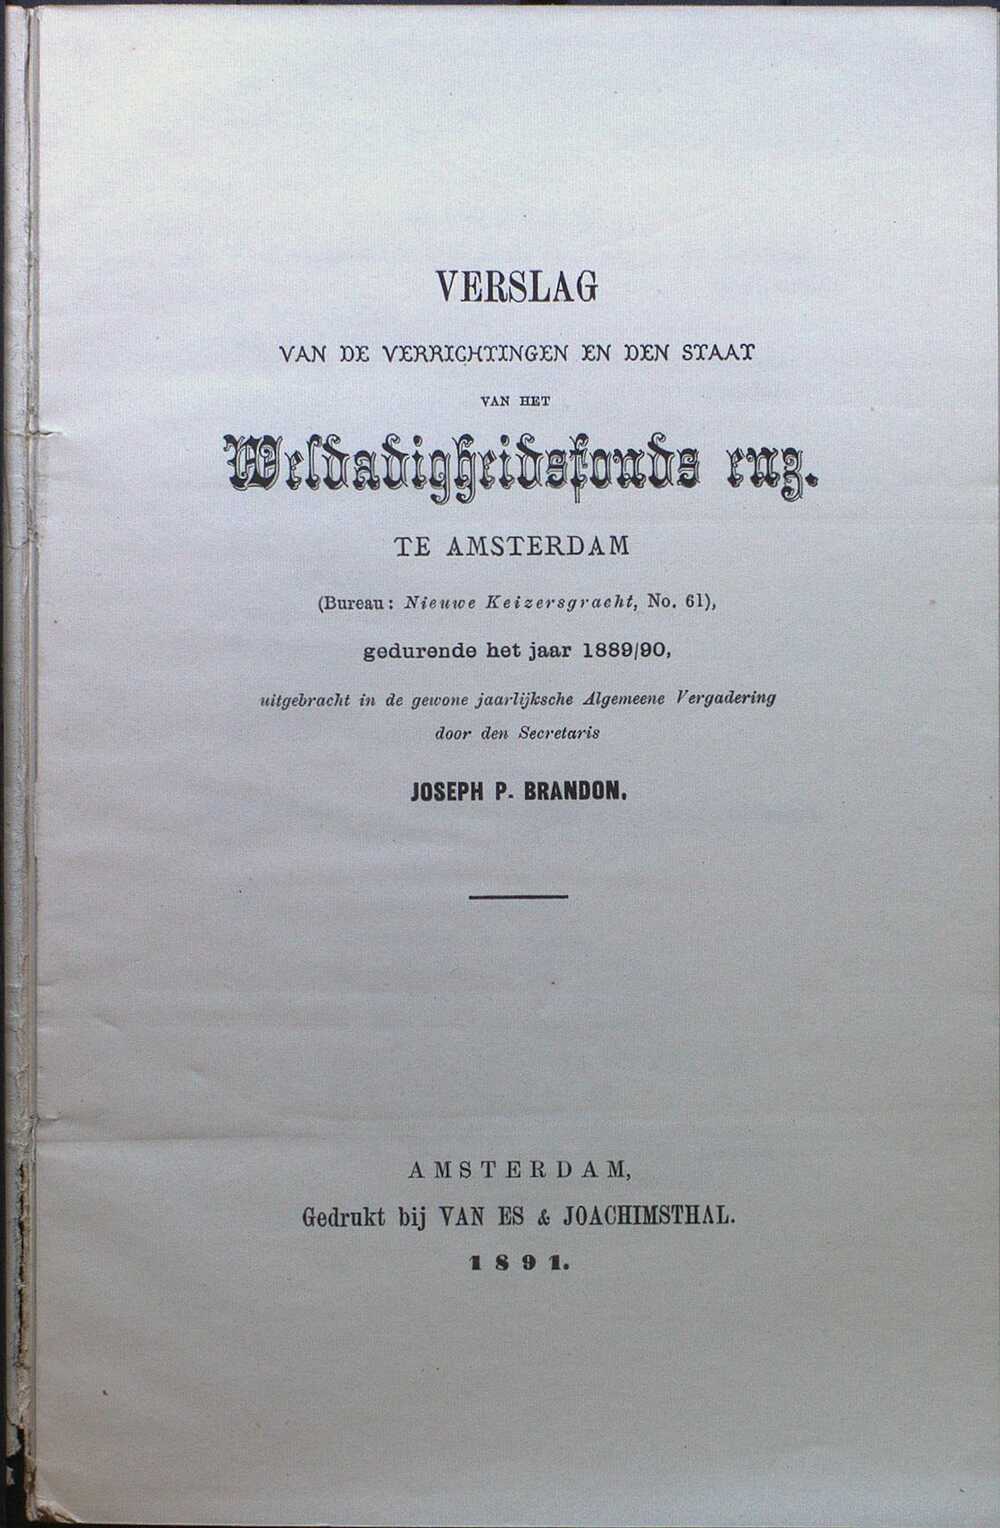 VERSLAG
VAN DE VERRICHTINGEN EN DEN STAAT
VAN HET
Weldadigheidsfonds enz.
TE AMSTERDAM
(Bureau: Nieuwe Keizersgracht, No. 61),
gedurende het jaar 1889/90,
uitgebracht in de gewone jaarlijksche Algemeene Vergadering
door den Secretaris
JOSEPH P. BRANDON.
AMSTERDAM,
Gedrukt bij VAN ES & JOACHIMSTHAL.
1891.